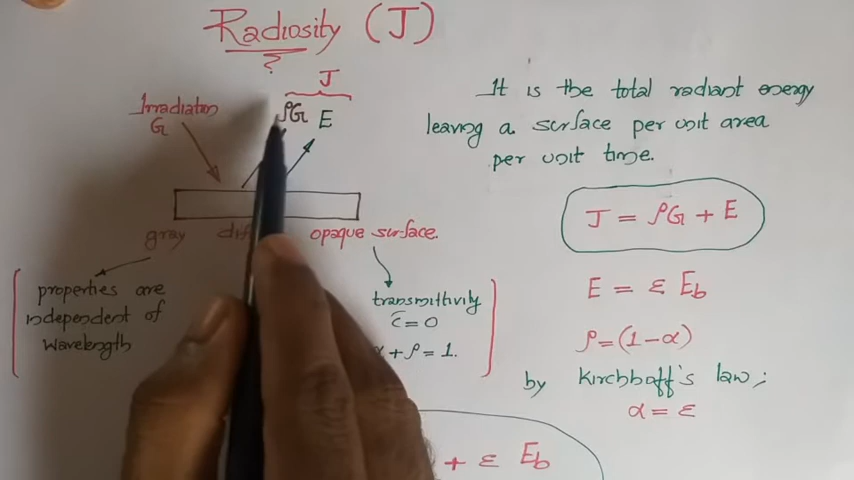 Radiosity (J)
?
J
Irradiation
G
ρG E
It is the total radiant energy
leaving a surface per unit area
per unit time.
J = ρG + E
gray opaque surface
properties are
independent of
wavelength
transmitivity
τ=0
+ ρ = 1.
E = ε Eb
ρ=(1-α)
by Kirchhoff's law;
α = ε
+ ε Eb